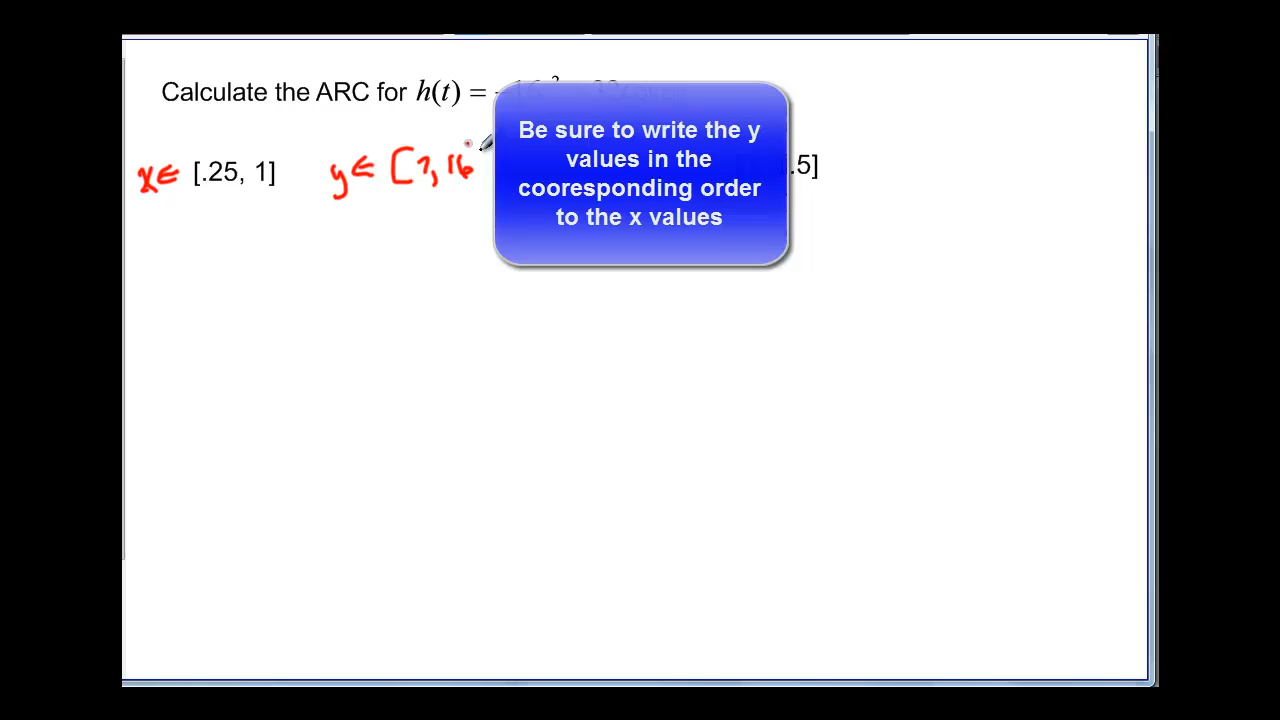 Calculate the ARC for h(t) =
Be sure to write the y
values in the
cooresponding order
to the x values
x ∈ [.25, 1] y ∈ [7, 16 .5]